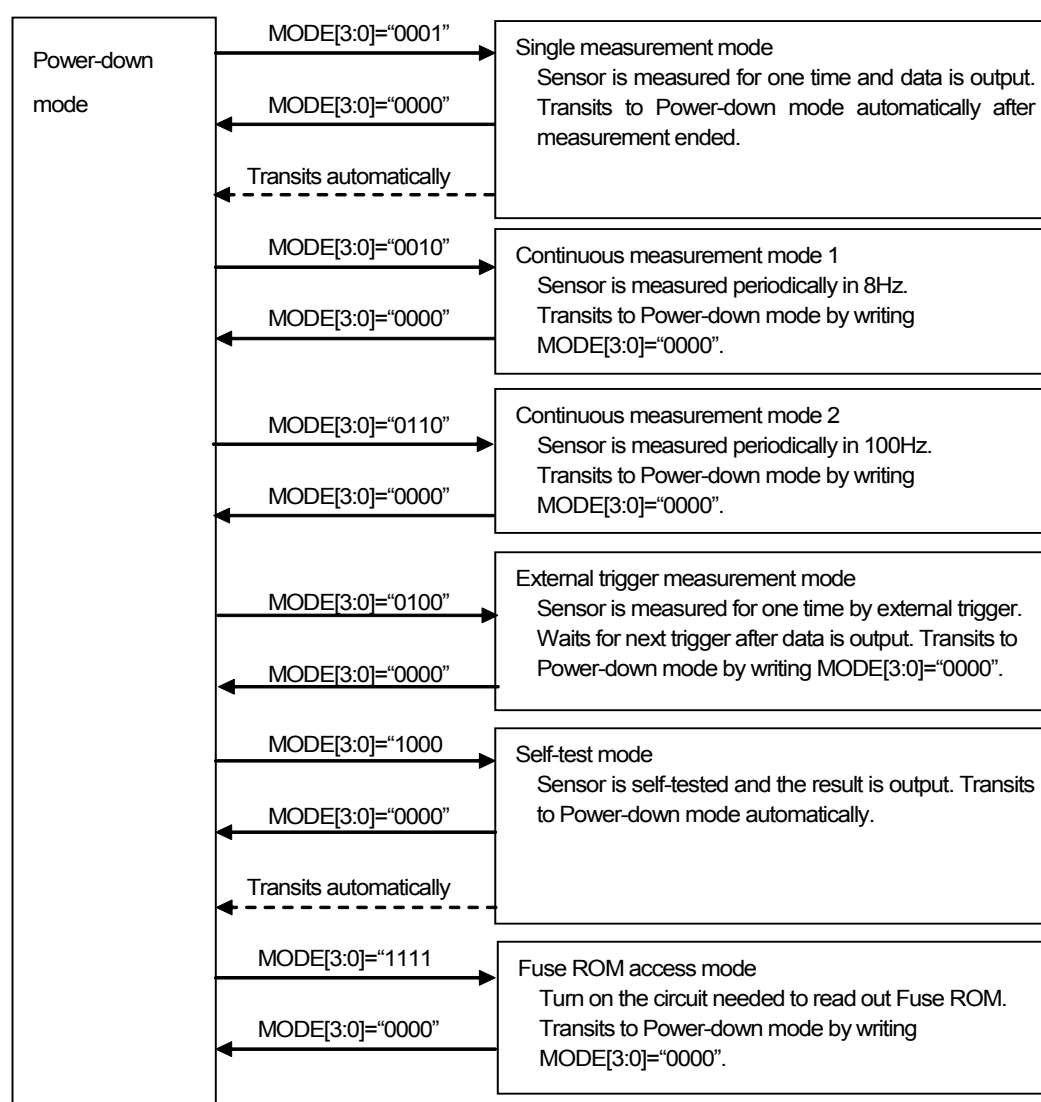 Power-down
mode
MODE[3:0]=“0001”
MODE[3:0]=“0000”
Transits automatically
Single measurement mode
Sensor is measured for one time and data is output.
Transits to Power-down mode automatically after
measurement ended.
MODE[3:0]=“0010”
MODE[3:0]=“0000”
Continuous measurement mode 1
Sensor is measured periodically in 8Hz.
Transits to Power-down mode by writing
MODE[3:0]=“0000”.
MODE[3:0]=“0110”
MODE[3:0]=“0000”
Continuous measurement mode 2
Sensor is measured periodically in 100Hz.
Transits to Power-down mode by writing
MODE[3:0]=“0000”.
MODE[3:0]=“0100”
MODE[3:0]=“0000”
External trigger measurement mode
Sensor is measured for one time by external trigger.
Waits for next trigger after data is output. Transits to
Power-down mode by writing MODE[3:0]=“0000”.
MODE[3:0]=“1000
MODE[3:0]=“0000”
Transits automatically
Self-test mode
Sensor is self-tested and the result is output. Transits
to Power-down mode automatically.
MODE[3:0]=“1111
MODE[3:0]=“0000”
Fuse ROM access mode
Turn on the circuit needed to read out Fuse ROM.
Transits to Power-down mode by writing
MODE[3:0]=“0000”.